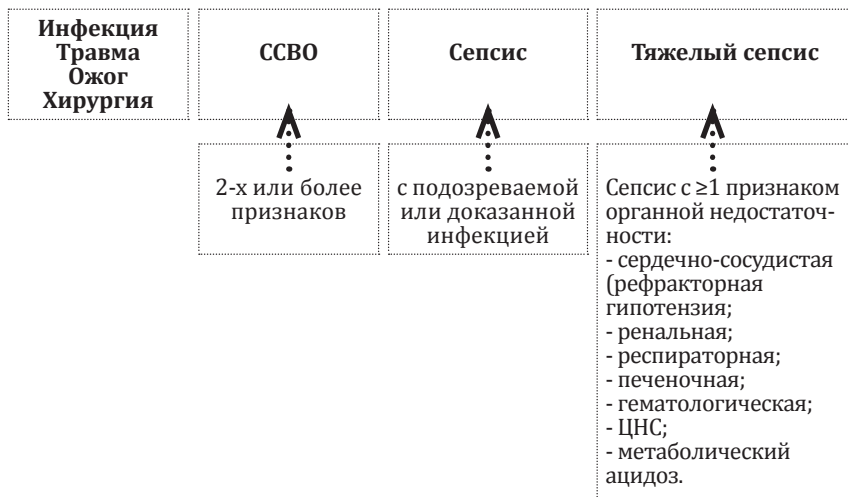 Инфекция
Травма
Ожог
Хирургия
ССВО
Сепсис
Тяжелый сепсис
2-х или более
признаков
с подозреваемой
или доказанной
инфекцией
Сепсис с ≥1 признаком
органной недостаточ-
ности:
- сердечно-сосудистая
(рефракторная
гипотензия;
- ренальная;
- респираторная;
- печеночная;
- гематологическая;
- ЦНС;
- метаболический
ацидоз.